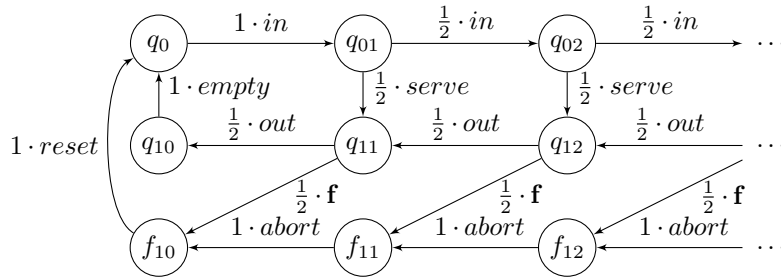 q₀ 1 · in q₀₁ ½ · in q₀₂ ½ · in ···
1 · empty ½ · serve ½ · serve
q₁₀ ½ · out q₁₁ ½ · out q₁₂ ½ · out ···
1 · reset
½ · f ½ · f ½ · f
f₁₀ 1 · abort f₁₁ 1 · abort f₁₂ 1 · abort ···